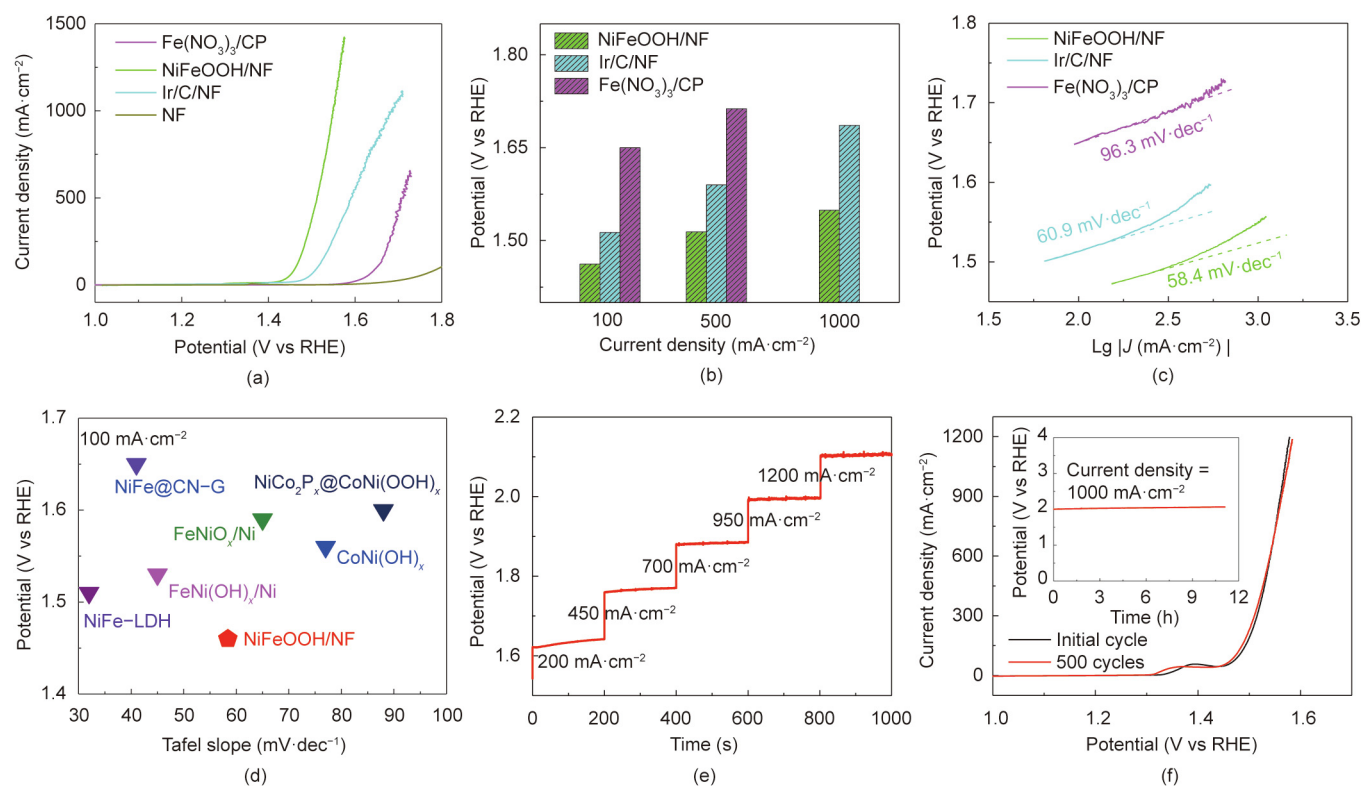 1500
1000
500
0
Current density (mA·cm⁻²)
Fe(NO₃)₃/CP
NiFeOOH/NF
Ir/C/NF
NF
1.0 1.2 1.4 1.6 1.8
Potential (V vs RHE)
(a)
1.80
1.65
1.50
Potential (V vs RHE)
NiFeOOH/NF
Ir/C/NF
Fe(NO₃)₃/CP
100 500 1000
Current density (mA·cm⁻²)
(b)
1.8
1.7
1.6
1.5
1.4
Potential (V vs RHE)
NiFeOOH/NF
Ir/C/NF
Fe(NO₃)₃/CP
96.3 mV·dec⁻¹
60.9 mV·dec⁻¹
58.4 mV·dec⁻¹
1.5 2.0 2.5 3.0 3.5
Lg |J (mA·cm⁻²) |
(c)
1.7
1.6
1.5
1.4
Potential (V vs RHE)
100 mA·cm⁻²
NiFe@CN−G
NiCo₂Pₓ@CoNi(OOH)ₓ
FeNiOₓ/Ni
CoNi(OH)ₓ
FeNi(OH)ₓ/Ni
NiFe−LDH
NiFeOOH/NF
30 40 50 60 70 80 90 100
Tafel slope (mV·dec⁻¹)
(d)
2.2
2.0
1.8
1.6
Potential (V vs RHE)
1200 mA·cm⁻²
950 mA·cm⁻²
700 mA·cm⁻²
450 mA·cm⁻²
200 mA·cm⁻²
0 200 400 600 800 1000
Time (s)
(e)
1200
900
600
300
0
Current density (mA·cm⁻²)
4
3
2
1
0
Potential (V vs RHE)
Current density =
1000 mA·cm⁻²
0 3 6 9 12
Time (h)
Initial cycle
500 cycles
1.0 1.2 1.4 1.6
Potential (V vs RHE)
(f)